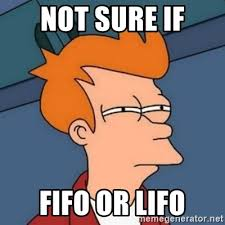 NOT SURE IF
FIFO OR LIFO
memegenerator.net